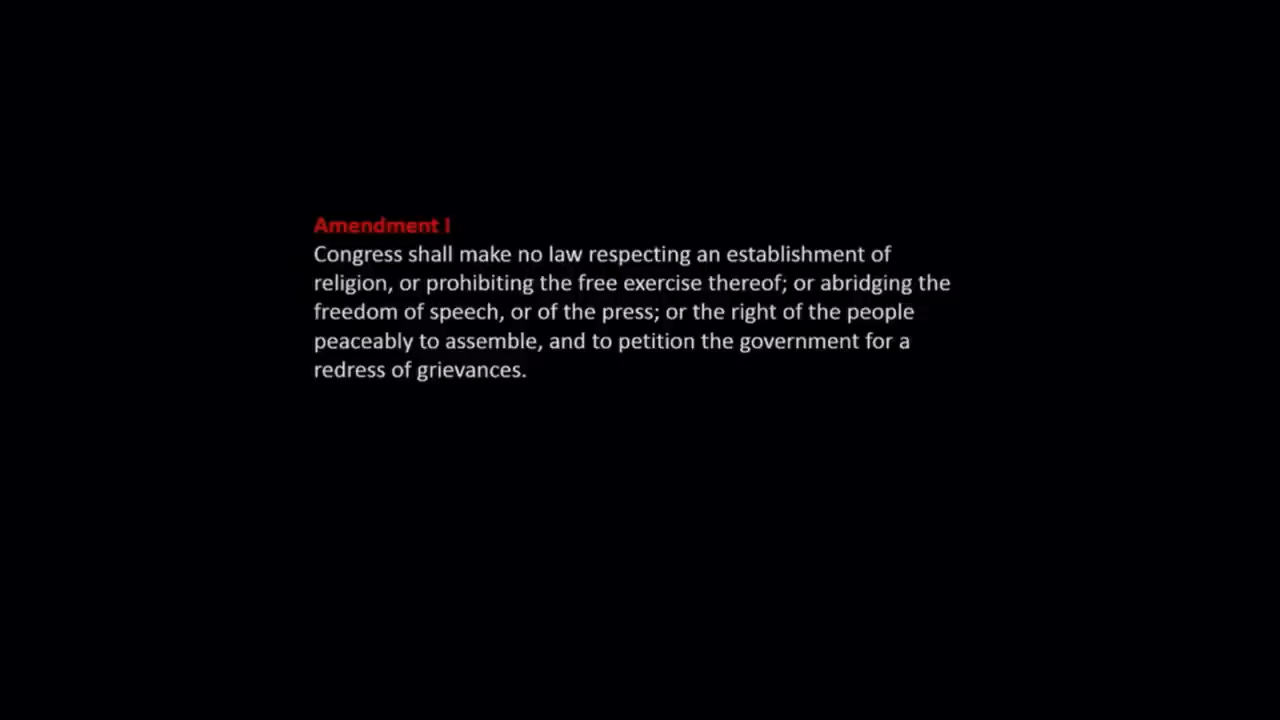 Amendment I
Congress shall make no law respecting an establishment of
religion, or prohibiting the free exercise thereof; or abridging the
freedom of speech, or of the press; or the right of the people
peaceably to assemble, and to petition the government for a
redress of grievances.